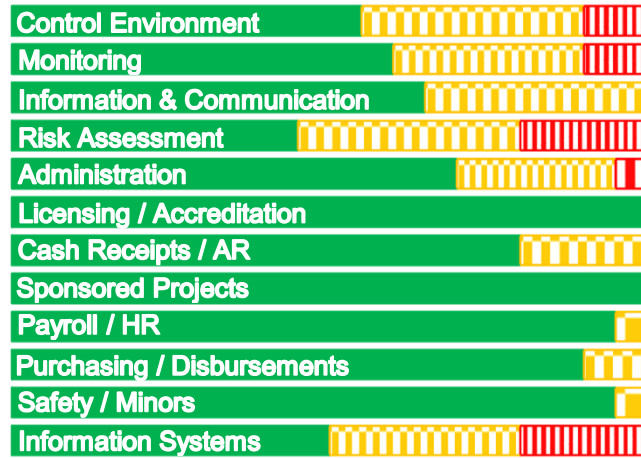 Control Environment
Monitoring
Information & Communication
Risk Assessment
Administration
Licensing / Accreditation
Cash Receipts / AR
Sponsored Projects
Payroll / HR
Purchasing / Disbursements
Safety / Minors
Information Systems